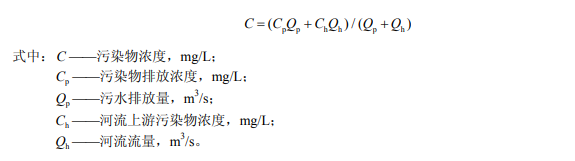 C=(CpQp+ChQh)/(Qp+Qh)
式中：C——污染物浓度，mg/L；
Cp——污染物排放浓度，mg/L；
Qp——污水排放量，m³/s；
Ch——河流上游污染物浓度，mg/L；
Qh——河流流量，m³/s。